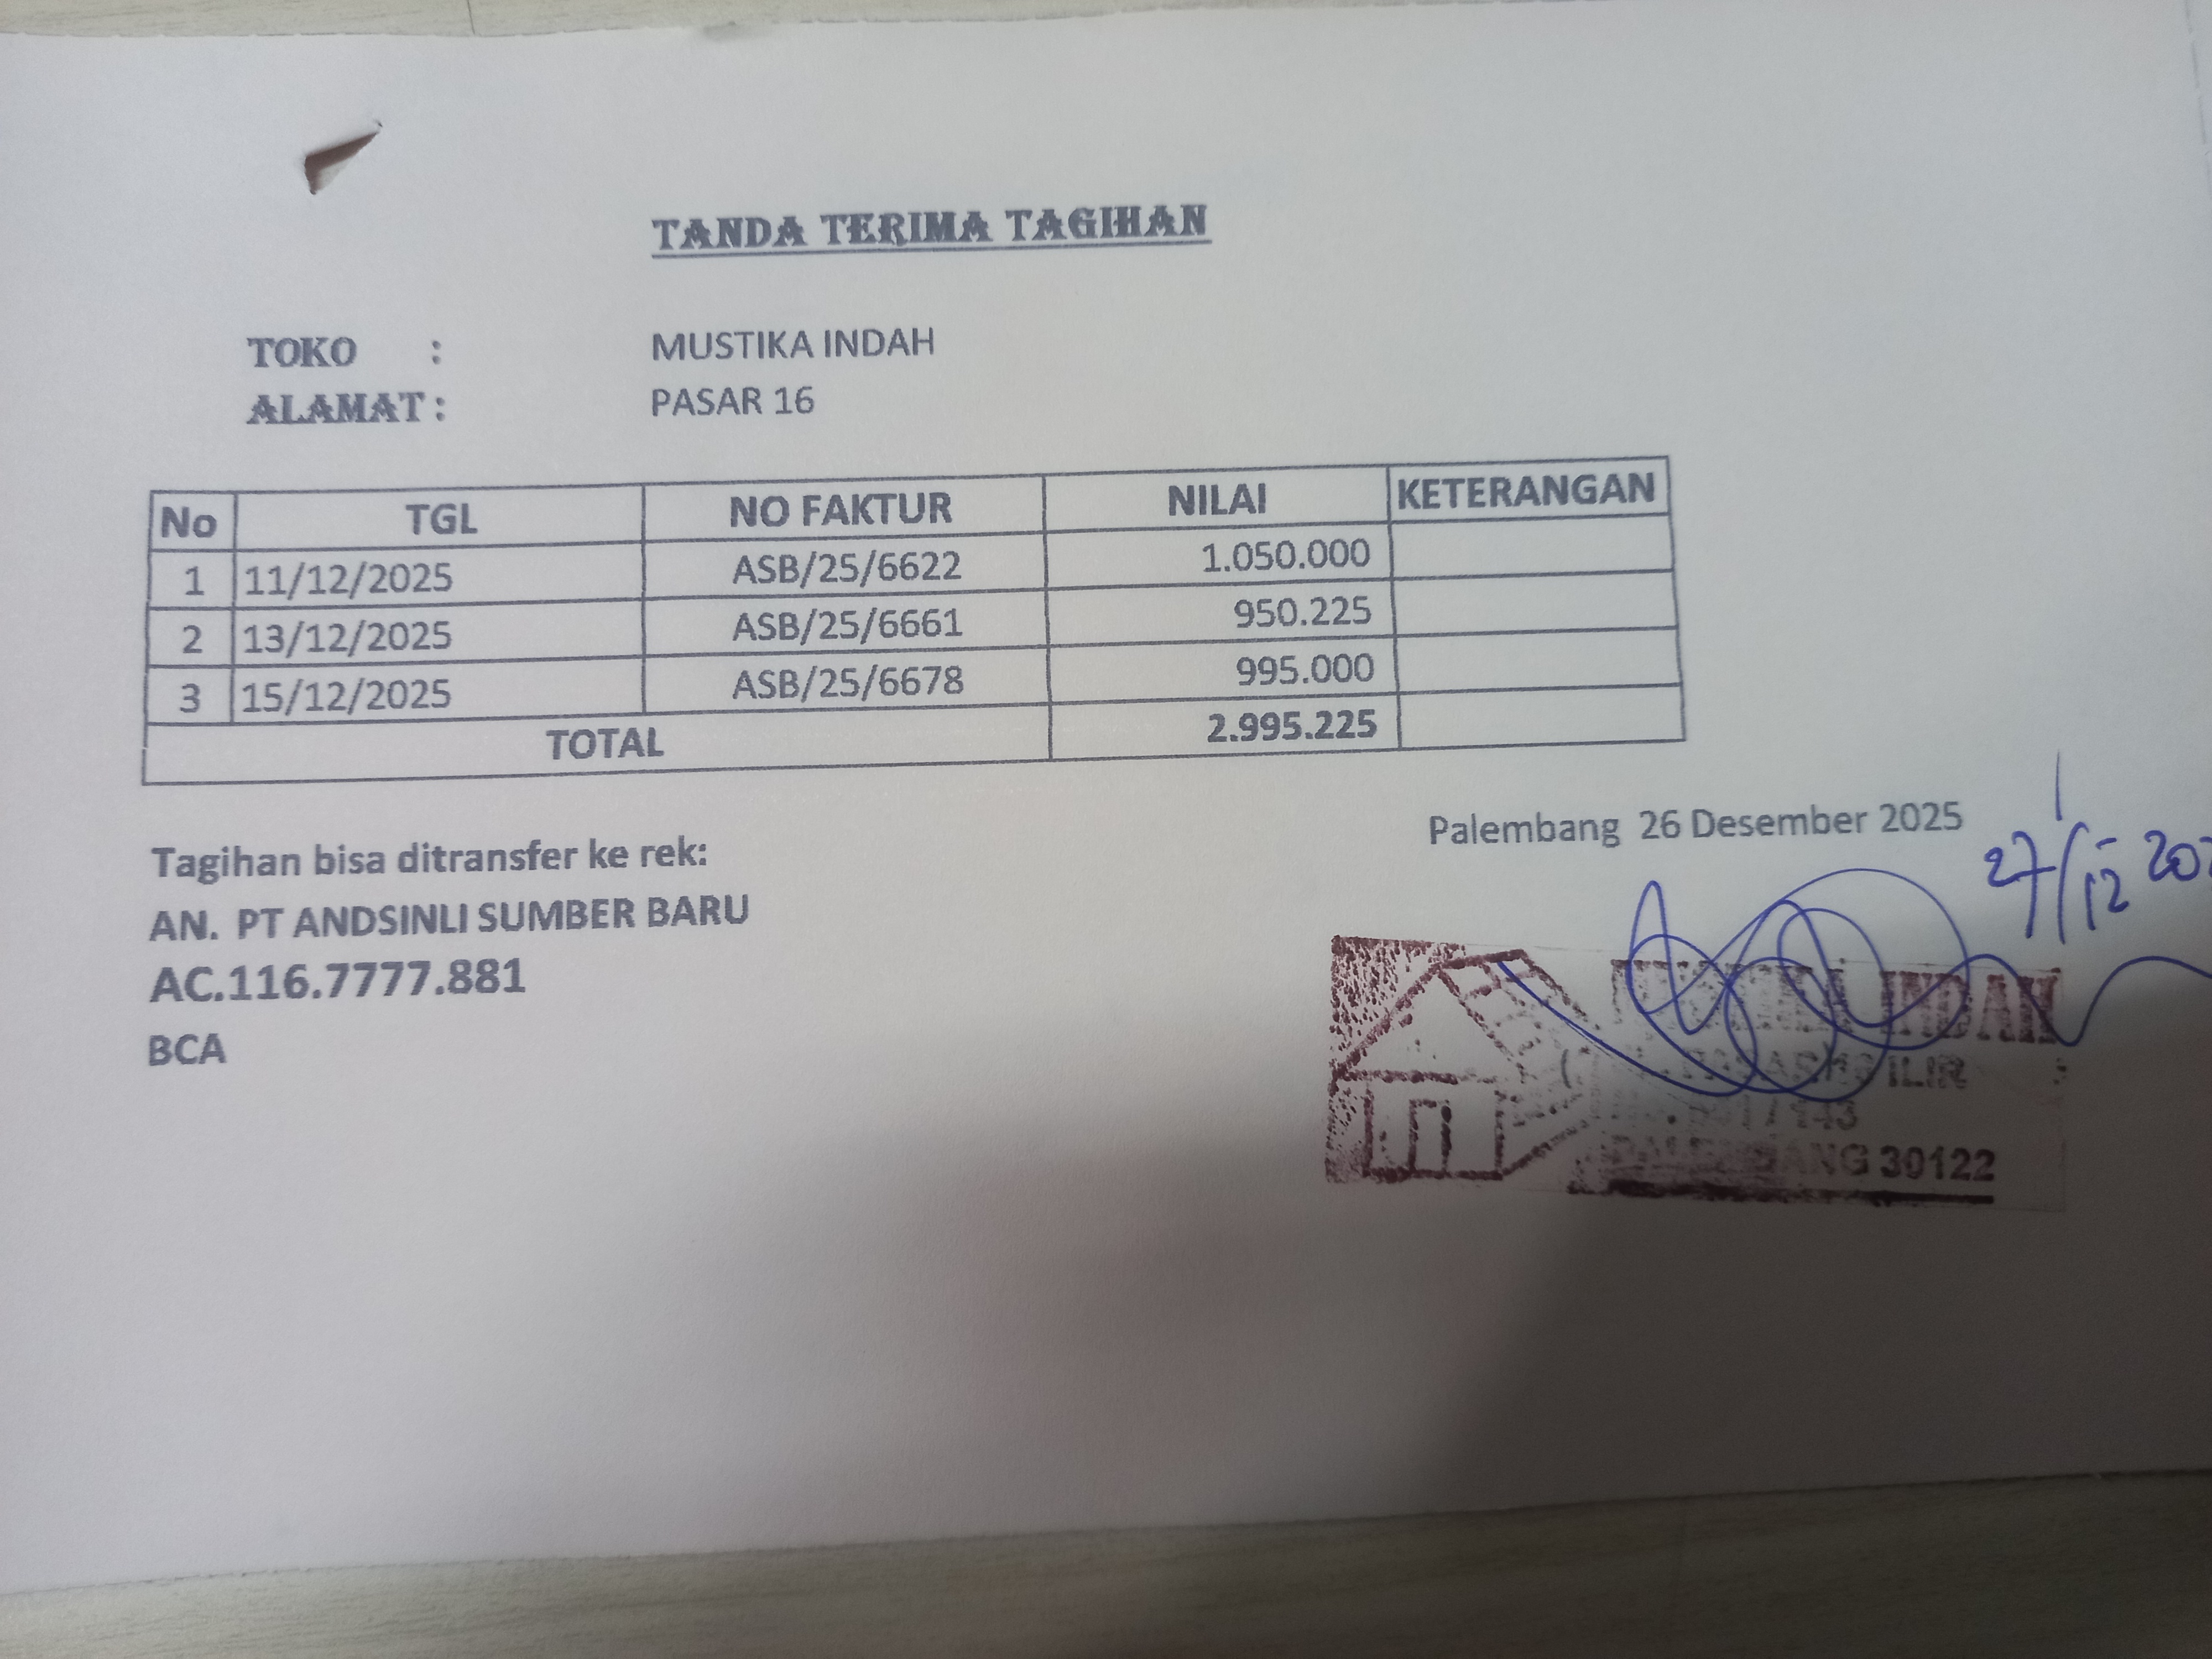 TANDA TERIMA TAGIHAN
TOKO : MUSTIKA INDAH
ALAMAT : PASAR 16
No TGL NO FAKTUR NILAI KETERANGAN
1 11/12/2025 ASB/25/6622 1.050.000
2 13/12/2025 ASB/25/6661 950.225
3 15/12/2025 ASB/25/6678 995.000
TOTAL 2.995.225
Palembang 26 Desember 2025
27/12
Tagihan bisa ditransfer ke rek:
AN. PT ANDSINLI SUMBER BARU
AC.116.7777.881
BCA
INDAH
ILIR
PALEMBANG 30122